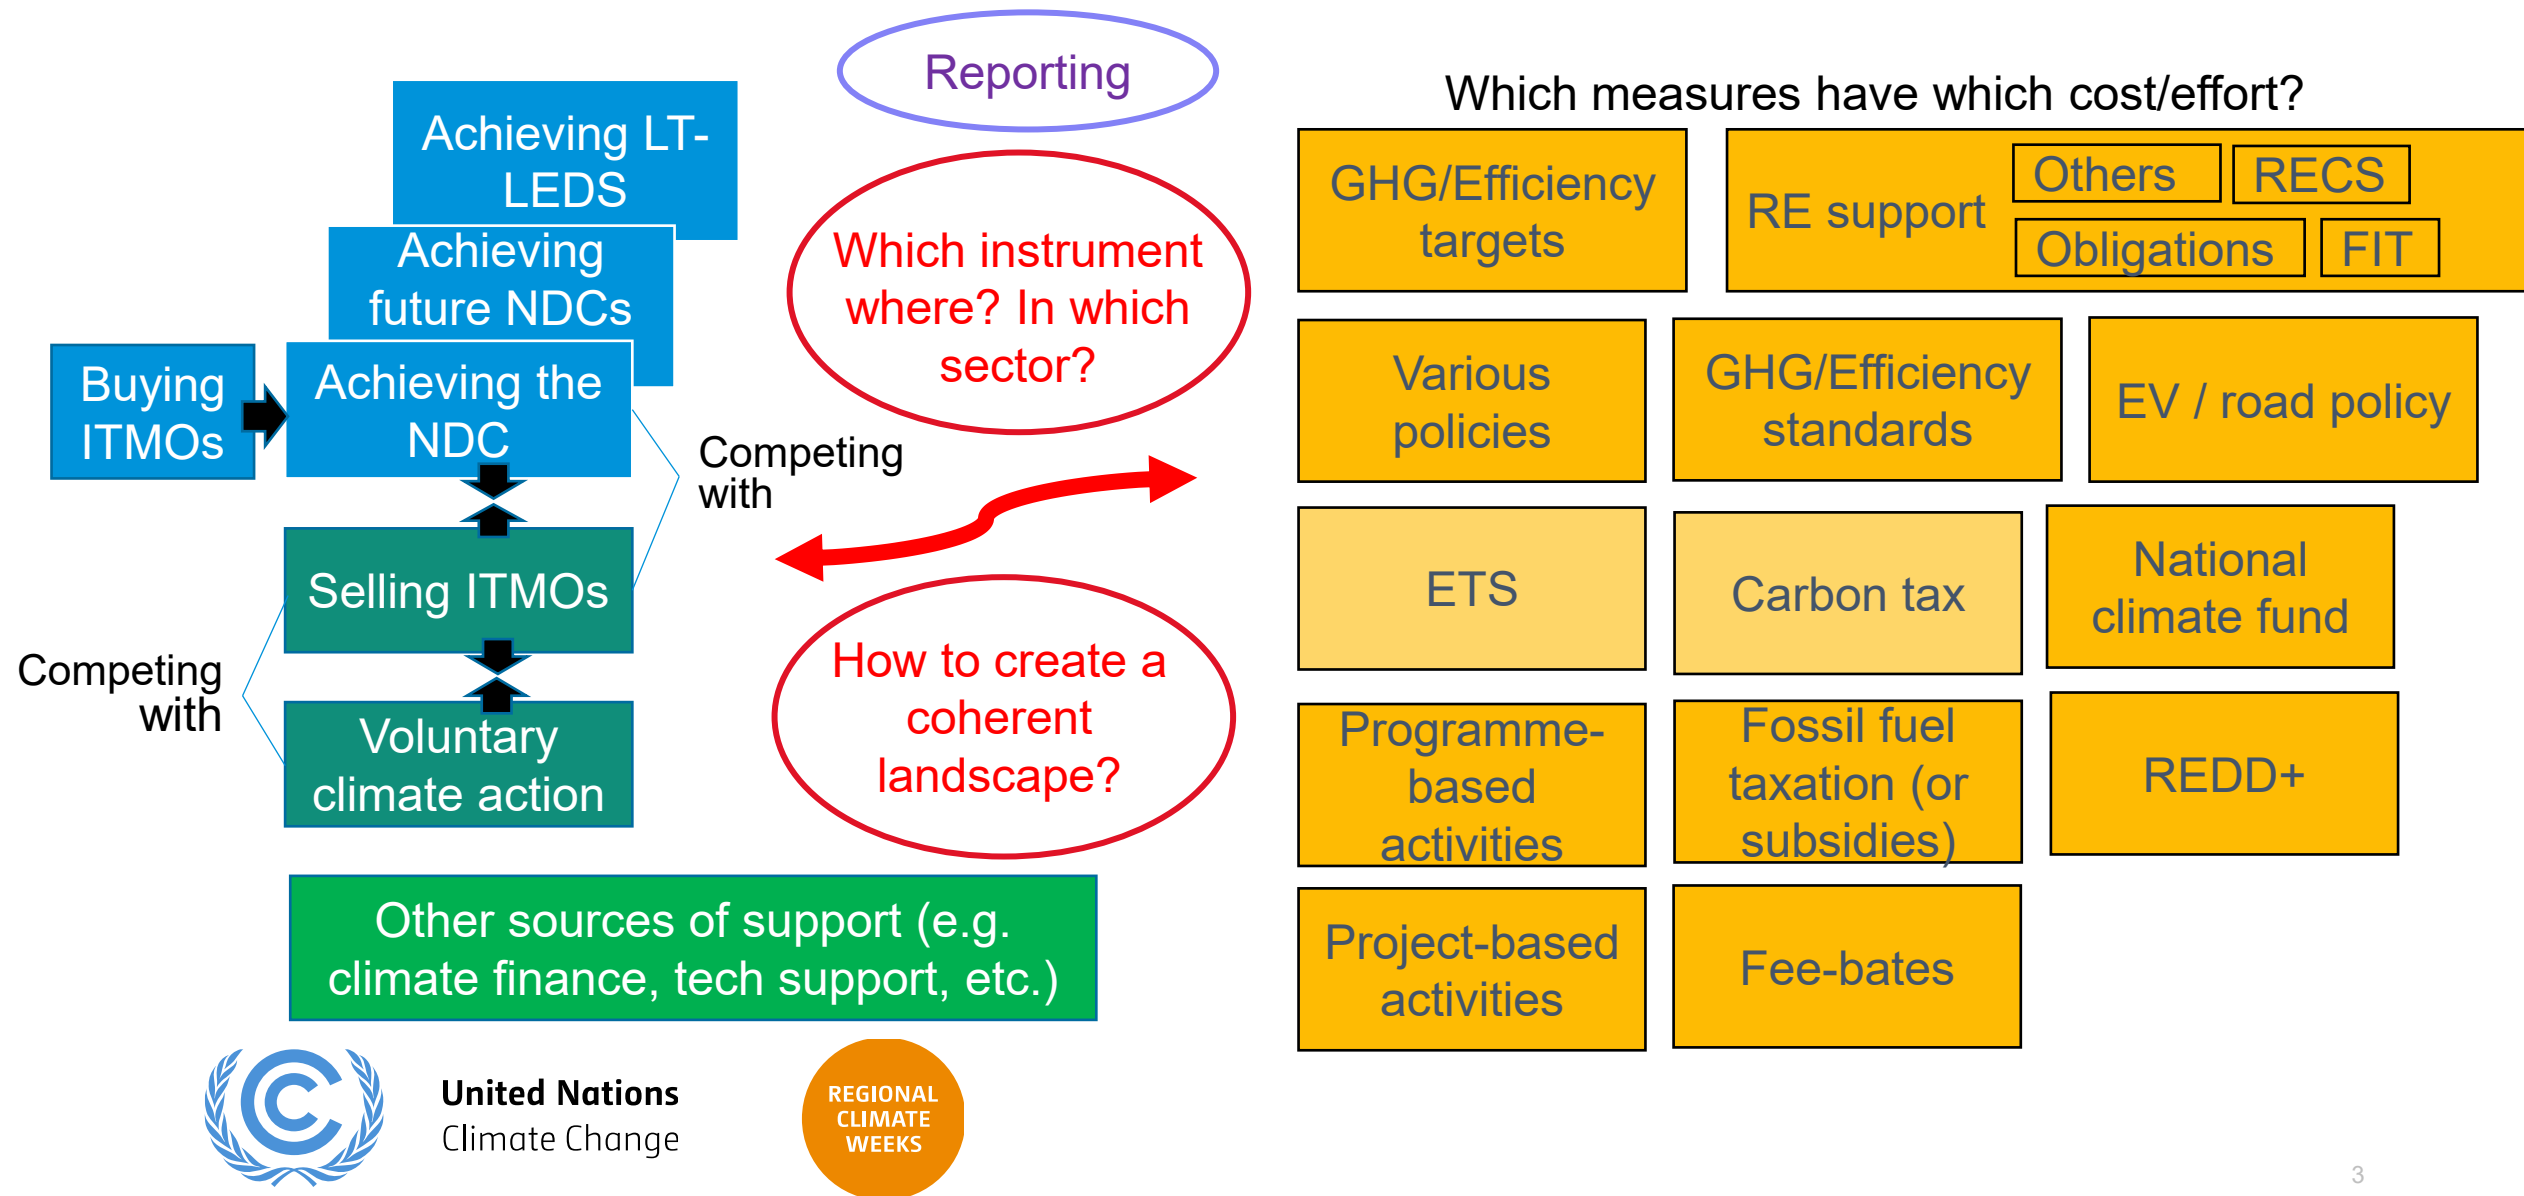 Reporting
Achieving LT-
LEDS
Achieving
future NDCs
Buying
ITMOs
Achieving the
NDC
Competing
with
Selling ITMOs
Competing
with
Voluntary
climate action
Other sources of support (e.g.
climate finance, tech support, etc.)
Which instrument
where? In which
sector?
How to create a
coherent
landscape?
Which measures have which cost/effort?
GHG/Efficiency
targets
RE support
Others
RECS
Obligations
FIT
Various
policies
GHG/Efficiency
standards
EV / road policy
ETS
Carbon tax
National
climate fund
Programme-
based
activities
Fossil fuel
taxation (or
subsidies)
REDD+
Project-based
activities
Fee-bates
United Nations
Climate Change
REGIONAL
CLIMATE
WEEKS
3